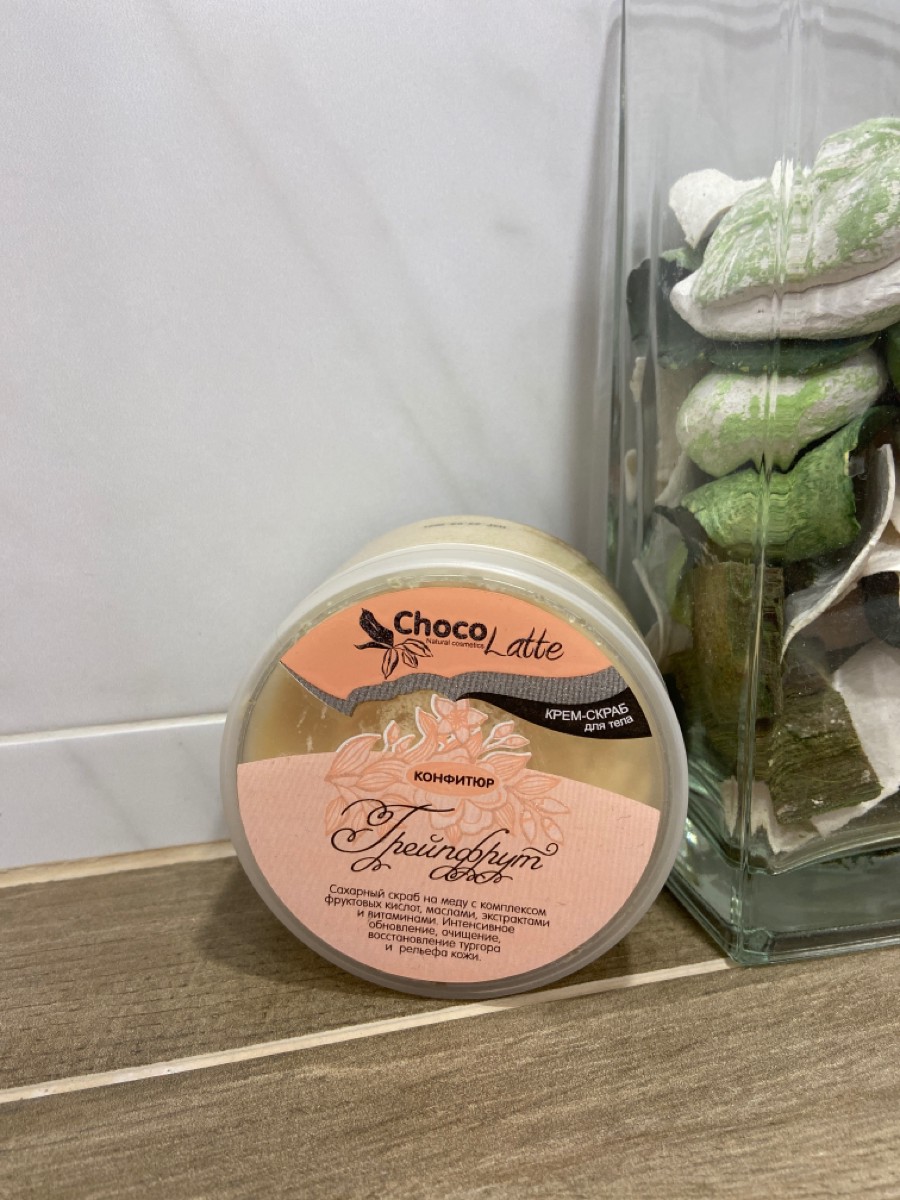 Choco
Natural cosmetics Latte
КРЕМ-СКРАБ
для тела
КОНФИТЮР
Грейпфрут
Сахарный скраб на меду с комплексом
фруктовых кислот, маслами, экстрактами
и витаминами. Интенсивное
обновление, очищение,
восстановление тургора
и рельефа кожи.